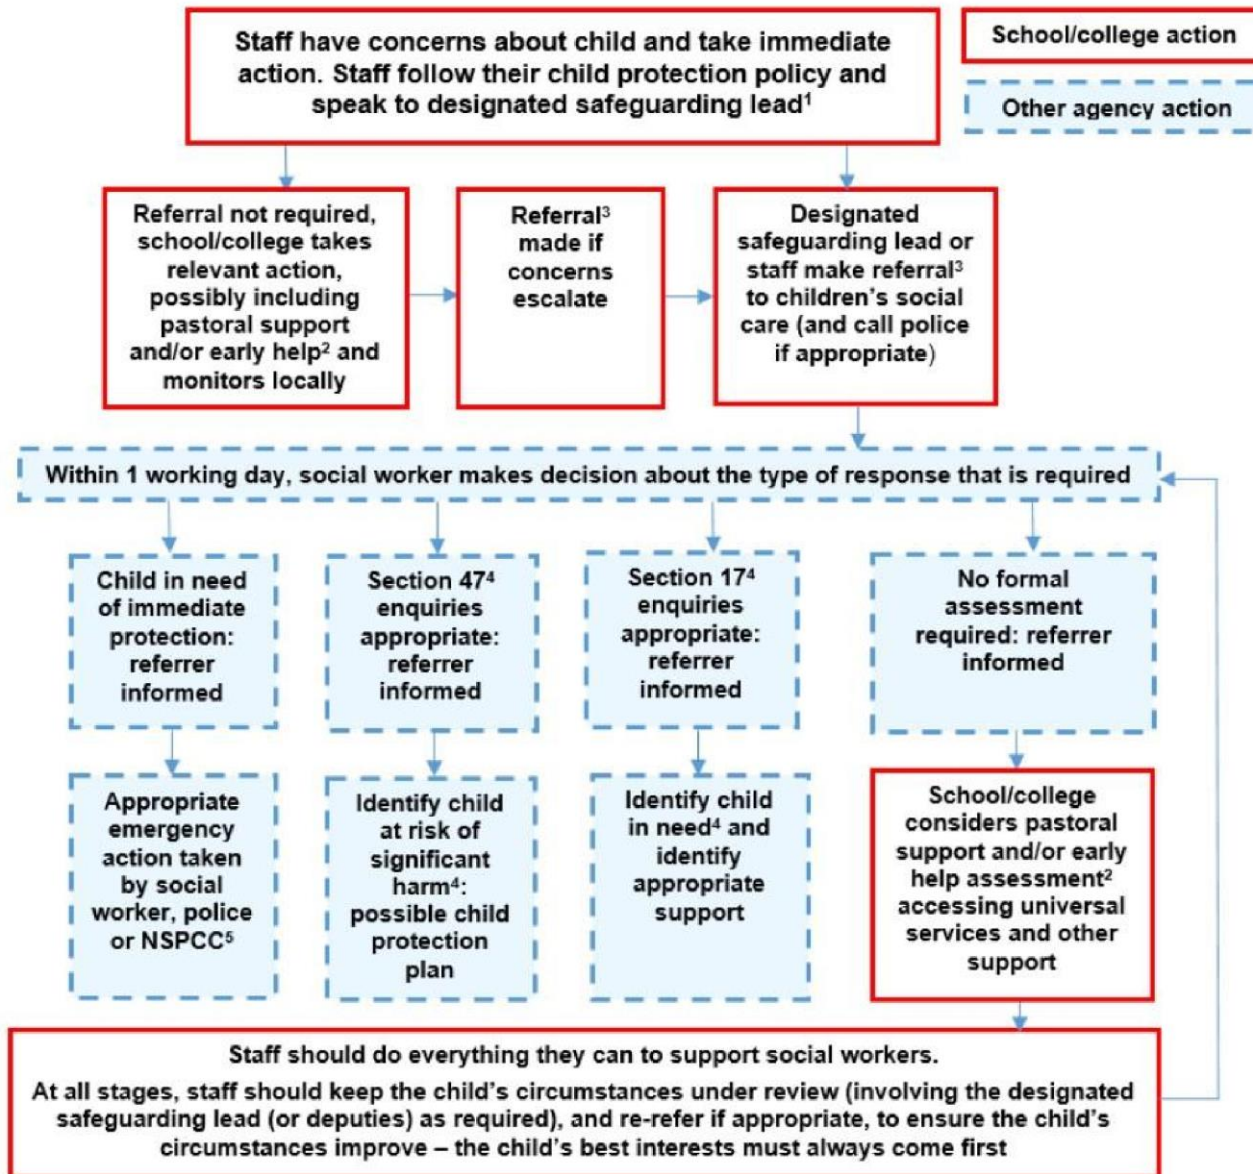 Staff have concerns about child and take immediate
action. Staff follow their child protection policy and
speak to designated safeguarding lead¹
School/college action
Other agency action
Referral not required,
school/college takes
relevant action,
possibly including
pastoral support
and/or early help² and
monitors locally
Referral³
made if
concerns
escalate
Designated
safeguarding lead or
staff make referral³
to children’s social
care (and call police
if appropriate)
Within 1 working day, social worker makes decision about the type of response that is required
Child in need
of immediate
protection:
referrer
informed
Section 47⁴
enquiries
appropriate:
referrer
informed
Section 17⁴
enquiries
appropriate:
referrer
informed
No formal
assessment
required: referrer
informed
Appropriate
emergency
action taken
by social
worker, police
or NSPCC⁵
Identify child
at risk of
significant
harm⁴:
possible child
protection
plan
Identify child
in need⁴ and
identify
appropriate
support
School/college
considers pastoral
support and/or early
help assessment²
accessing universal
services and other
support
Staff should do everything they can to support social workers.
At all stages, staff should keep the child’s circumstances under review (involving the designated
safeguarding lead (or deputies) as required), and re-refer if appropriate, to ensure the child’s
circumstances improve – the child’s best interests must always come first